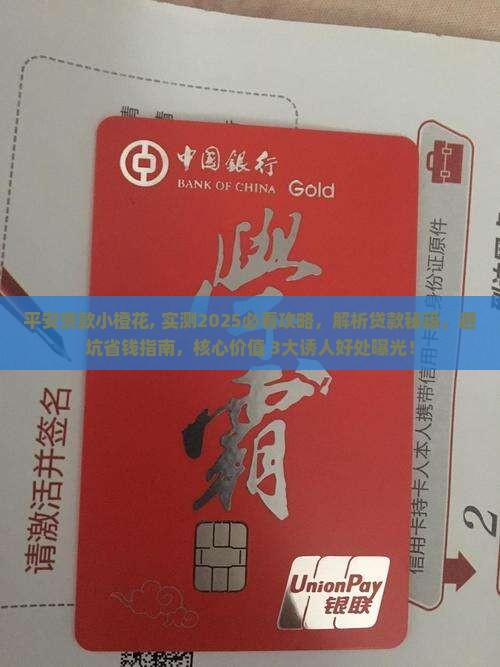 中国银行
BANK OF CHINA Gold
學霸
平安贷款小橙花, 实测2025必看攻略，解析贷款秘籍，避
坑省钱指南，核心价值 3大诱人好处曝光！
UnionPay
银联
请激活并签名
信用卡持卡人本人携带信用卡
身份证原件
2